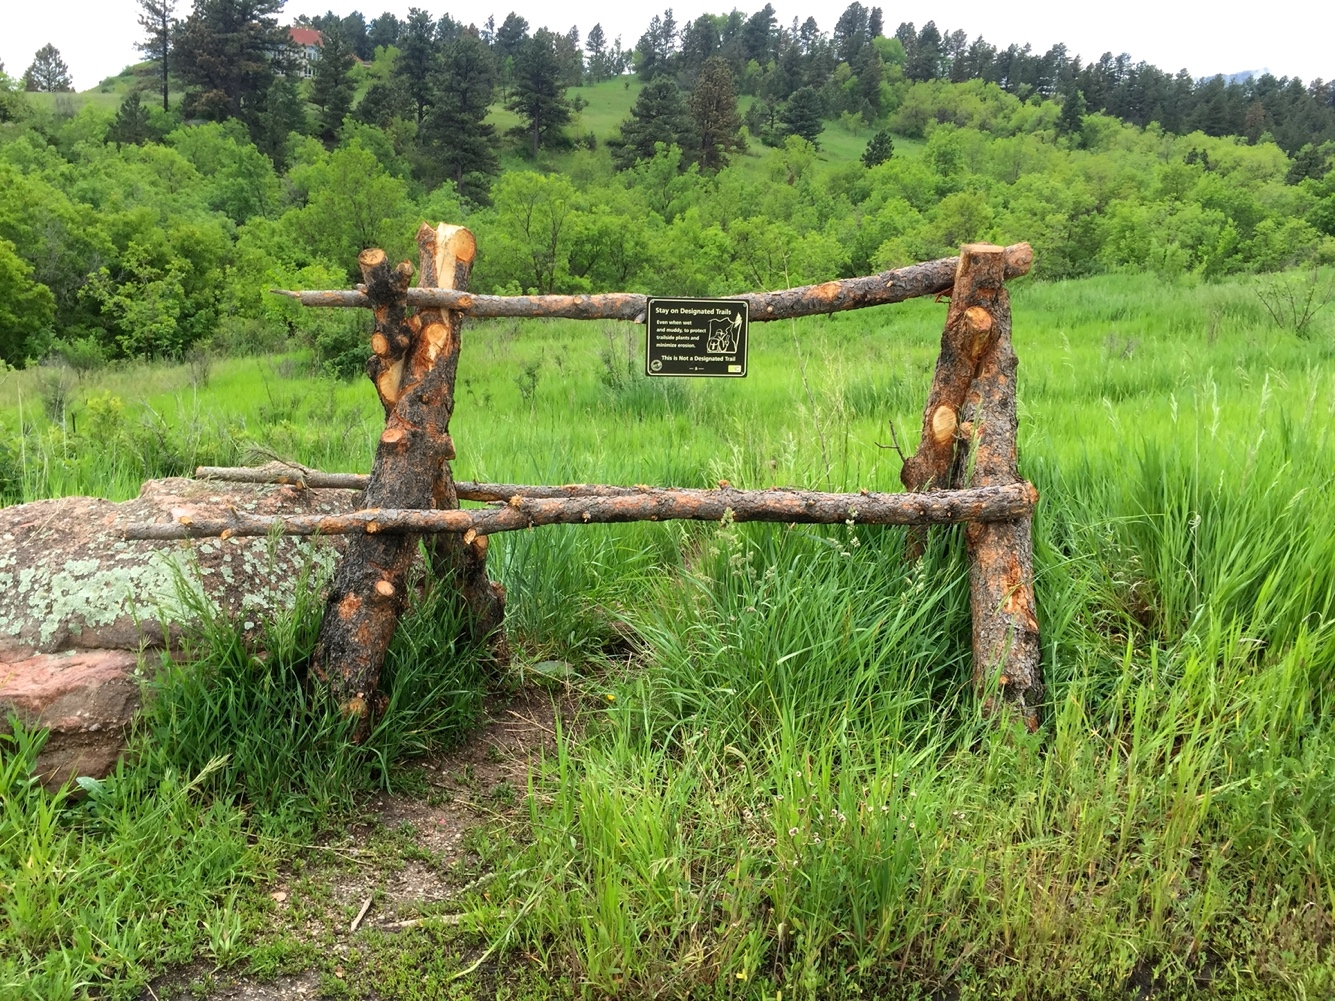 Stay on Designated Trails
Even when wet
and muddy, to protect
trailside plants and
minimize erosion.
This is Not a Designated Trail